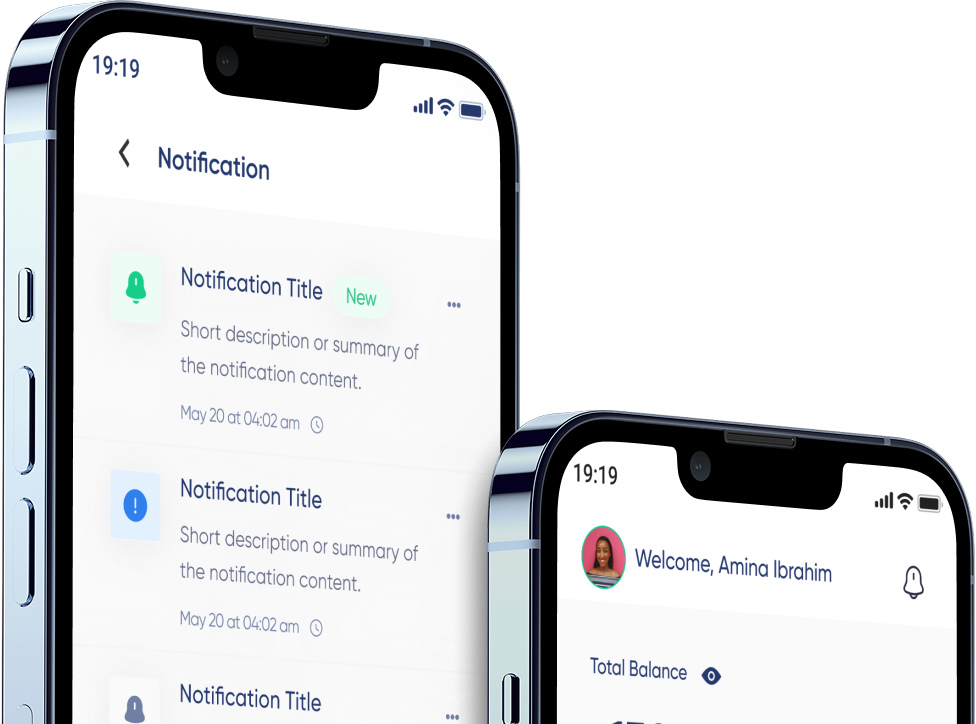 19:19
Notification
Notification Title New
Short description or summary of
the notification content.
May 20 at 04:02 am
Notification Title
Short description or summary of
the notification content.
May 20 at 04:02 am
Notification Title
19:19
Welcome, Amina Ibrahim
Total Balance